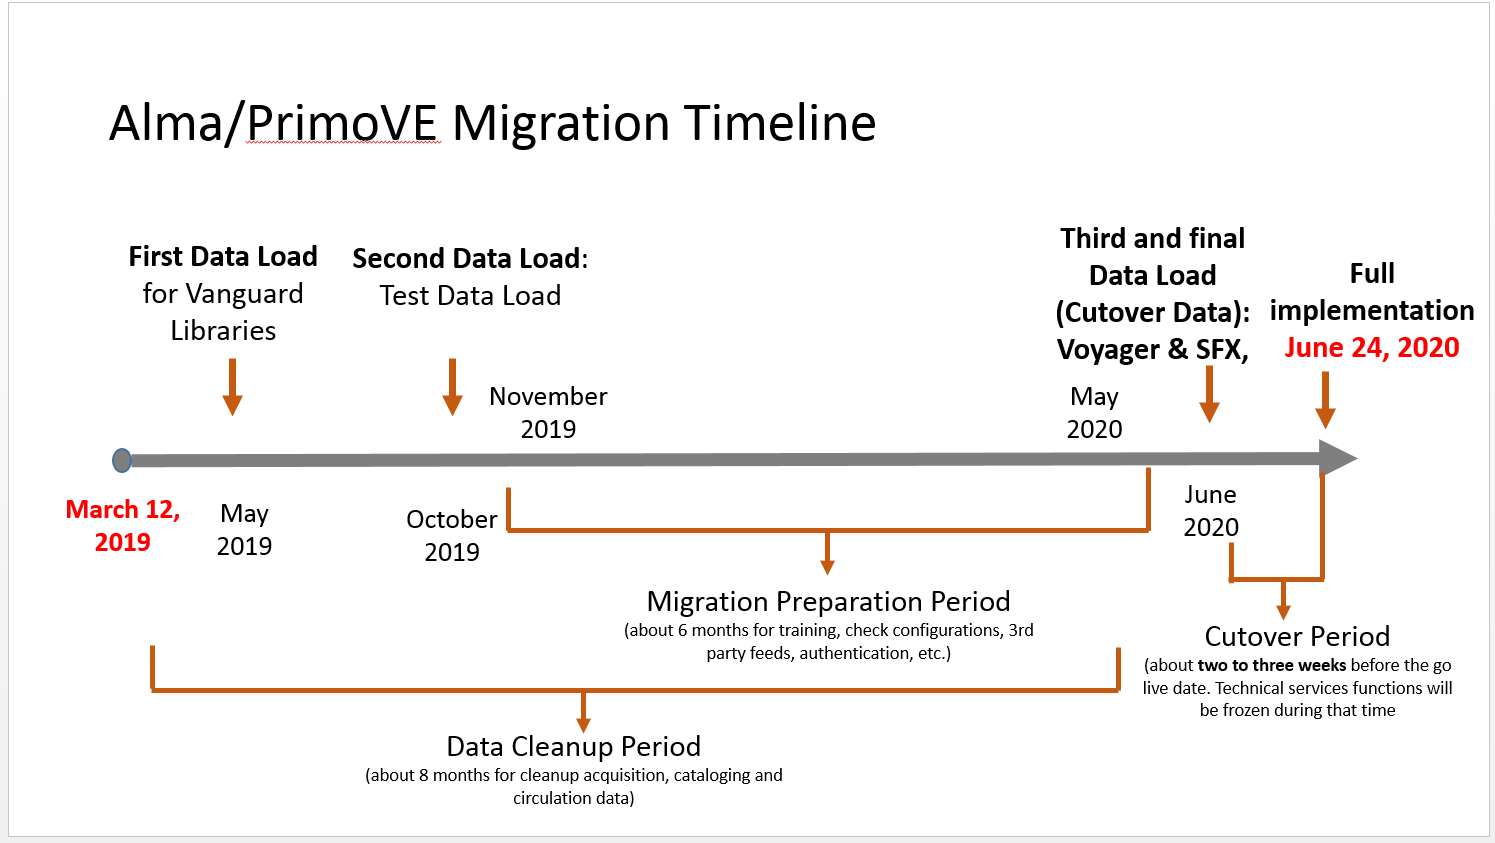 Alma/PrimoVE Migration Timeline
First Data Load
for Vanguard
Libraries
Second Data Load:
Test Data Load
Third and final
Data Load
(Cutover Data):
Voyager & SFX,
Full
implementation
June 24, 2020
November
2019
May
2020
March 12,
2019
May
2019
October
2019
June
2020
Migration Preparation Period
(about 6 months for training, check configurations, 3rd
party feeds, authentication, etc.)
Cutover Period
(about two to three weeks before the go
live date. Technical services functions will
be frozen during that time
Data Cleanup Period
(about 8 months for cleanup acquisition, cataloging and
circulation data)